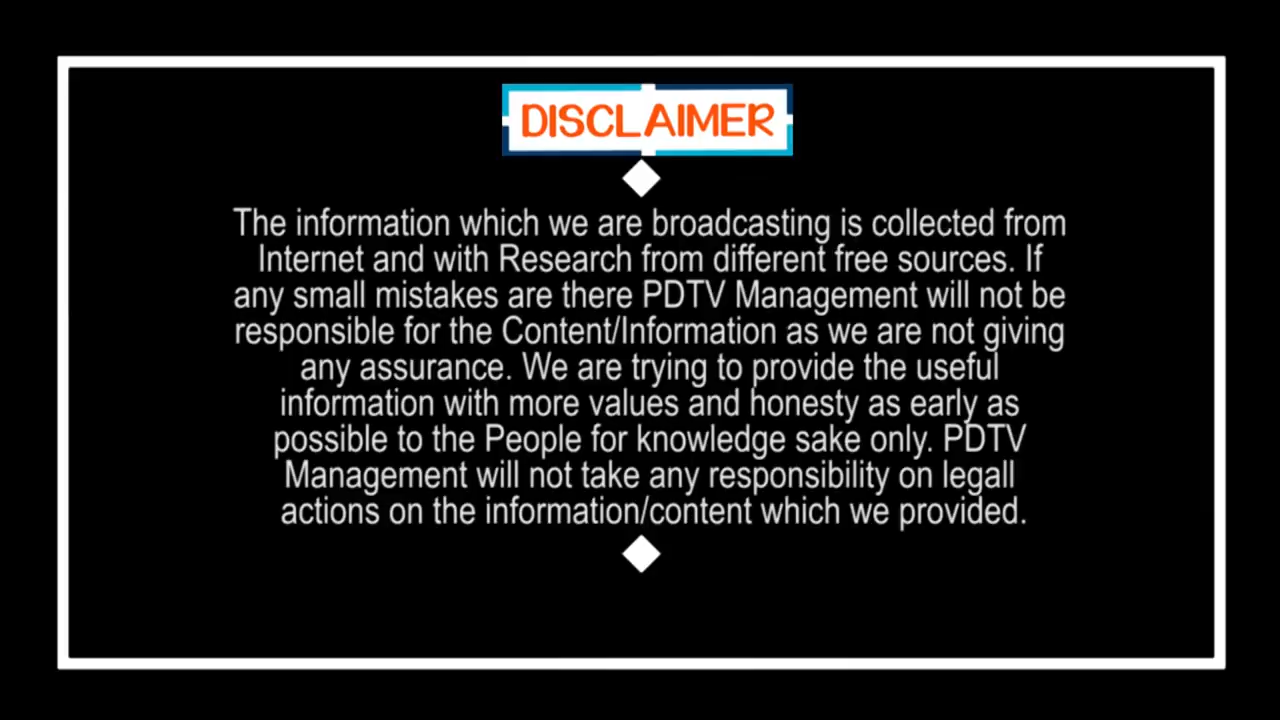 DISCLAIMER
The information which we are broadcasting is collected from
Internet and with Research from different free sources. If
any small mistakes are there PDTV Management will not be
responsible for the Content/Information as we are not giving
any assurance. We are trying to provide the useful
information with more values and honesty as early as
possible to the People for knowledge sake only. PDTV
Management will not take any responsibility on legall
actions on the information/content which we provided.